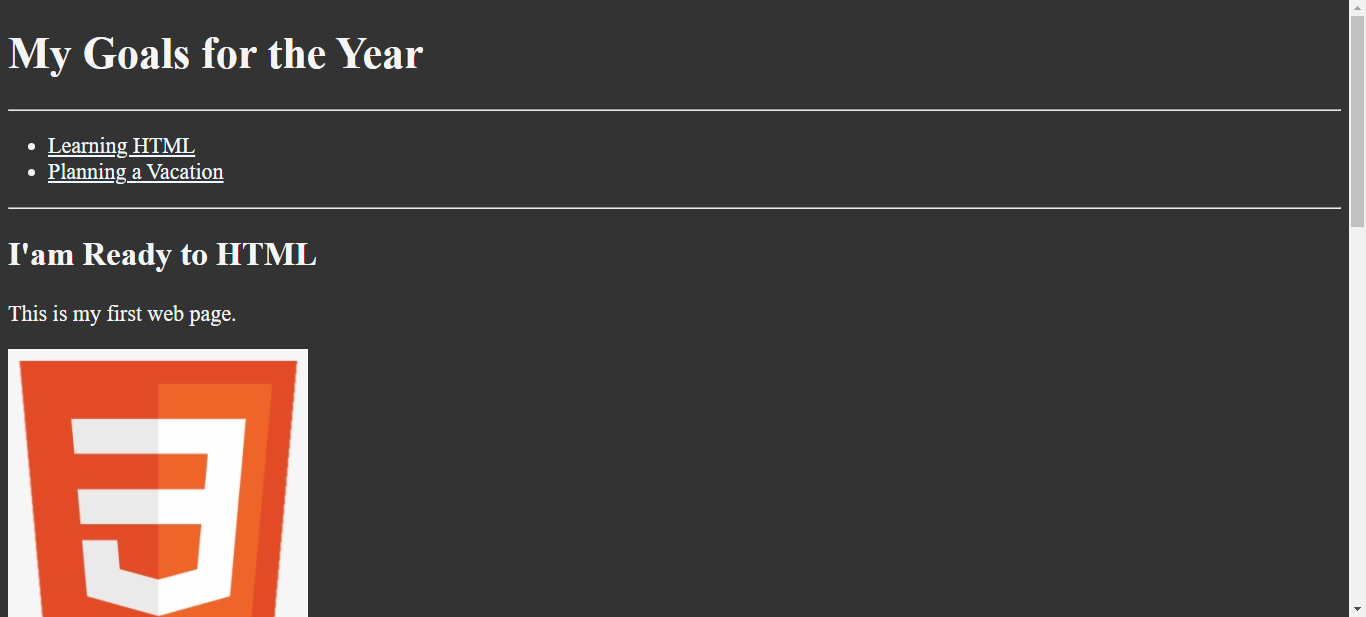 My Goals for the Year
Learning HTML
Planning a Vacation
I'am Ready to HTML
This is my first web page.